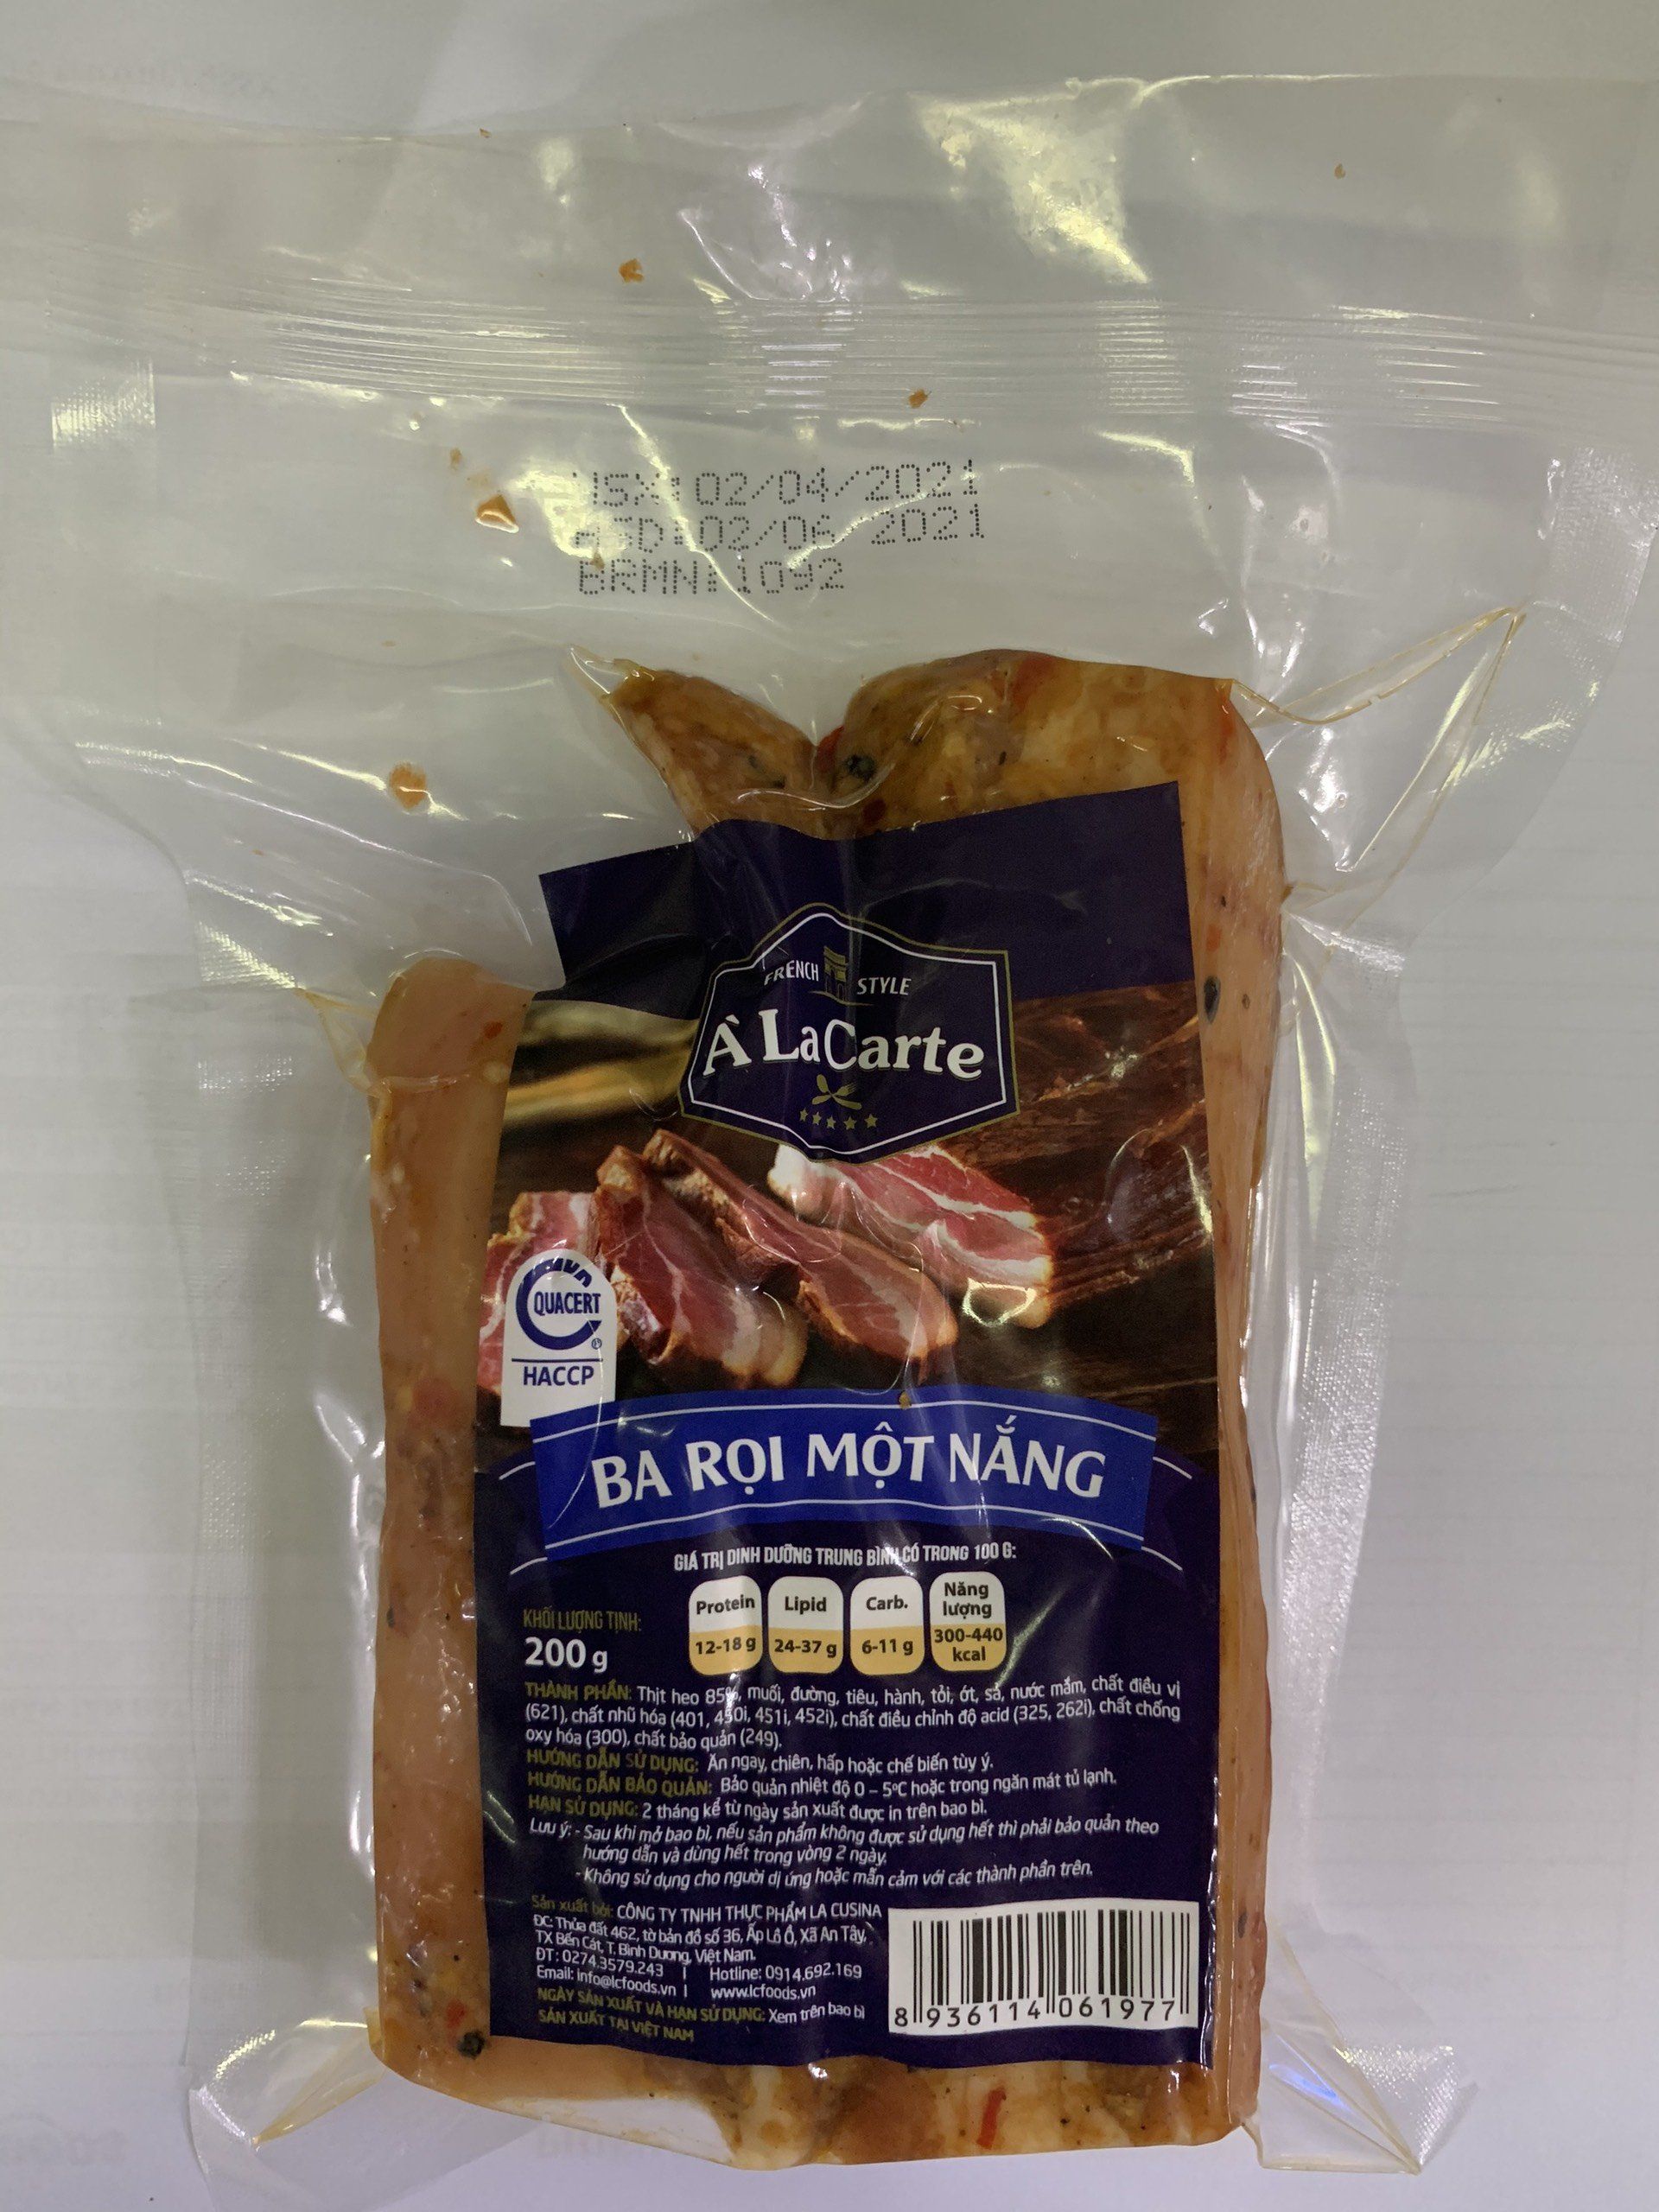 NSX:02/04/2021
HSD:02/06/2021
BRMN:1092
FRENCH STYLE
À LaCarte
QUACERT
HACCP
BA RỌI MỘT NẮNG
GIÁ TRỊ DINH DƯỠNG TRUNG BÌNH CÓ TRONG 100 G:
Protein Lipid Carb. Năng lượng
12-18 g 24-37 g 6-11 g 300-440 kcal
KHỐI LƯỢNG TỊNH:
200 g
THÀNH PHẦN: Thịt heo 85%, muối, đường, tiêu, hành, tỏi, ớt, sả, nước mắm, chất điều vị
(621), chất nhũ hóa (401, 450i, 451i, 452i), chất điều chỉnh độ acid (325, 262i), chất chống
oxy hóa (300), chất bảo quản (249).
HƯỚNG DẪN SỬ DỤNG: Ăn ngay, chiên, hấp hoặc chế biến tùy ý.
HƯỚNG DẪN BẢO QUẢN: Bảo quản nhiệt độ 0 – 5ºC hoặc trong ngăn mát tủ lạnh.
HẠN SỬ DỤNG: 2 tháng kể từ ngày sản xuất được in trên bao bì.
Lưu ý: - Sau khi mở bao bì, nếu sản phẩm không được sử dụng hết thì phải bảo quản theo
hướng dẫn và dùng hết trong vòng 2 ngày.
- Không sử dụng cho người dị ứng hoặc mẫn cảm với các thành phần trên.
Sản xuất bởi: CÔNG TY TNHH THỰC PHẨM LA CUSINA
ĐC: Thửa đất 462, tờ bản đồ số 36, Ấp Lồ Ồ, Xã An Tây,
TX Bến Cát, T. Bình Dương, Việt Nam.
ĐT: 0274.3579.243 | Hotline: 0914.692.169
Email: info@lcfoods.vn | www.lcfoods.vn
NGÀY SẢN XUẤT VÀ HẠN SỬ DỤNG: Xem trên bao bì
SẢN XUẤT TẠI VIỆT NAM
8 936114 061977